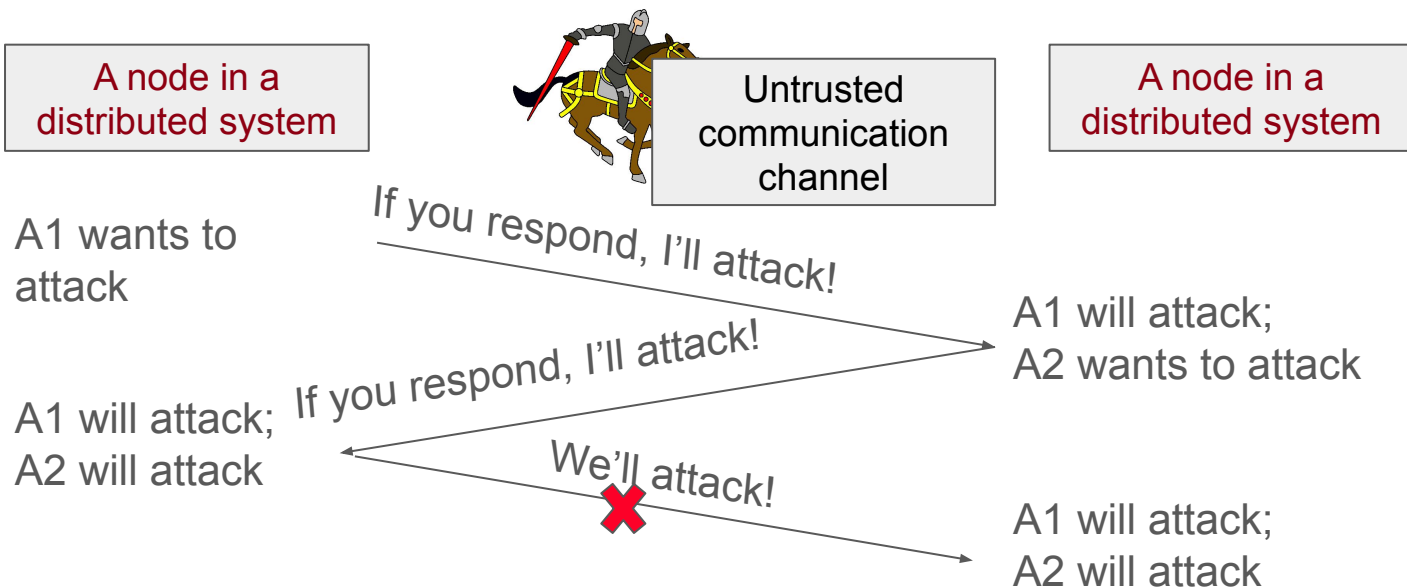 A node in a
distributed system
Untrusted
communication
channel
A node in a
distributed system
A1 wants to
attack
If you respond, I’ll attack!
A1 will attack;
A2 wants to attack
If you respond, I’ll attack!
A1 will attack;
A2 will attack
We’ll attack!
A1 will attack;
A2 will attack